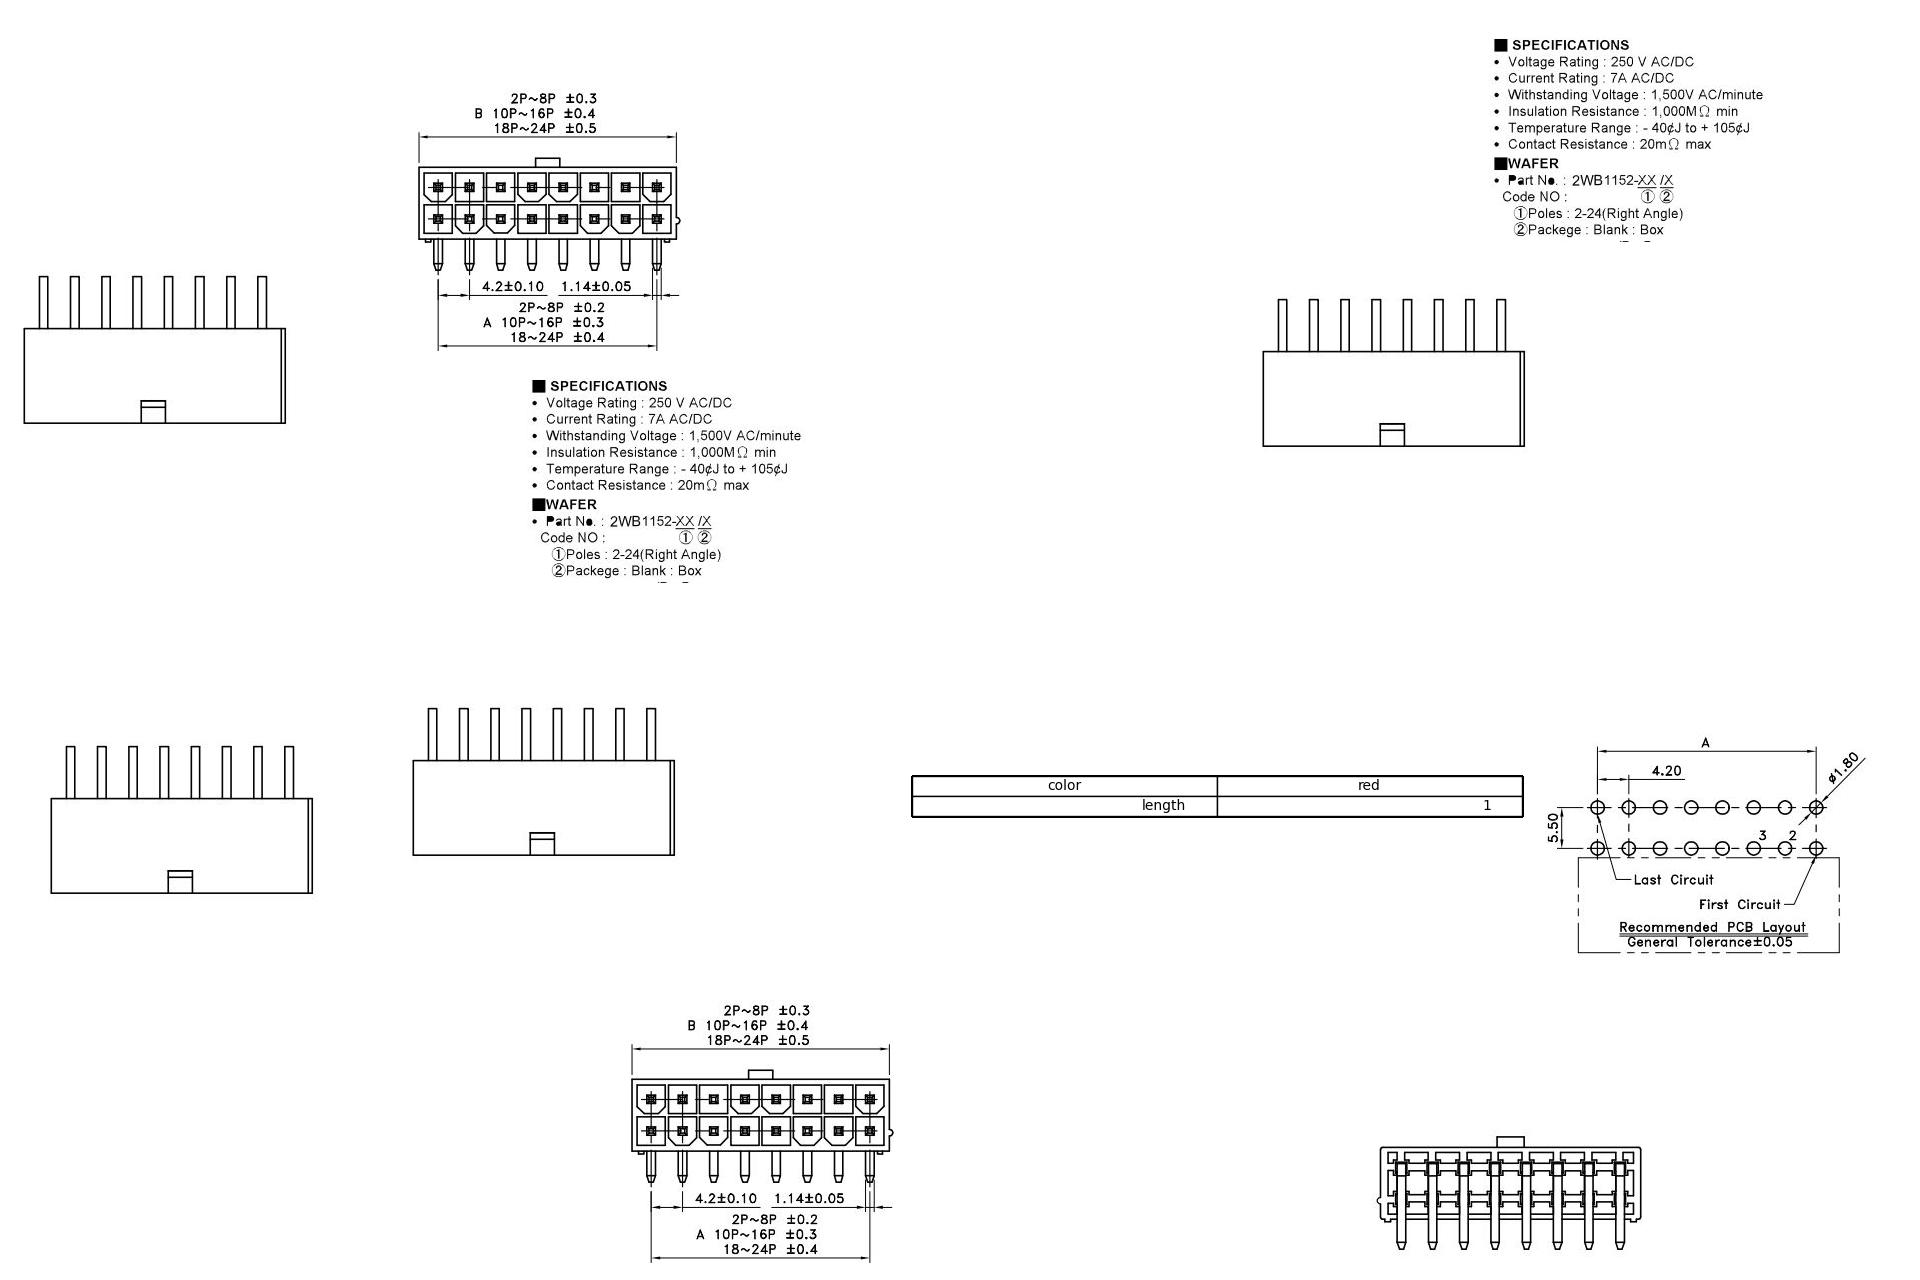 ■ SPECIFICATIONS
• Voltage Rating : 250 V AC/DC
• Current Rating : 7A AC/DC
• Withstanding Voltage : 1,500V AC/minute
• Insulation Resistance : 1,000MΩ min
• Temperature Range : - 40¢J to + 105¢J
• Contact Resistance : 20mΩ max
■WAFER
• Part No. : 2WB1152-XX /X
Code NO : ① ②
①Poles : 2-24(Right Angle)
②Packege : Blank : Box
2P~8P ±0.3
B 10P~16P ±0.4
18P~24P ±0.5
4.2±0.10 1.14±0.05
2P~8P ±0.2
A 10P~16P ±0.3
18~24P ±0.4
■ SPECIFICATIONS
• Voltage Rating : 250 V AC/DC
• Current Rating : 7A AC/DC
• Withstanding Voltage : 1,500V AC/minute
• Insulation Resistance : 1,000MΩ min
• Temperature Range : - 40¢J to + 105¢J
• Contact Resistance : 20mΩ max
■WAFER
• Part No. : 2WB1152-XX /X
Code NO : ① ②
①Poles : 2-24(Right Angle)
②Packege : Blank : Box
color red
length 1
A
4.20
ø1.80
5.50
3 2
Last Circuit
First Circuit
Recommended PCB Layout
General Tolerance±0.05
2P~8P ±0.3
B 10P~16P ±0.4
18P~24P ±0.5
4.2±0.10 1.14±0.05
2P~8P ±0.2
A 10P~16P ±0.3
18~24P ±0.4